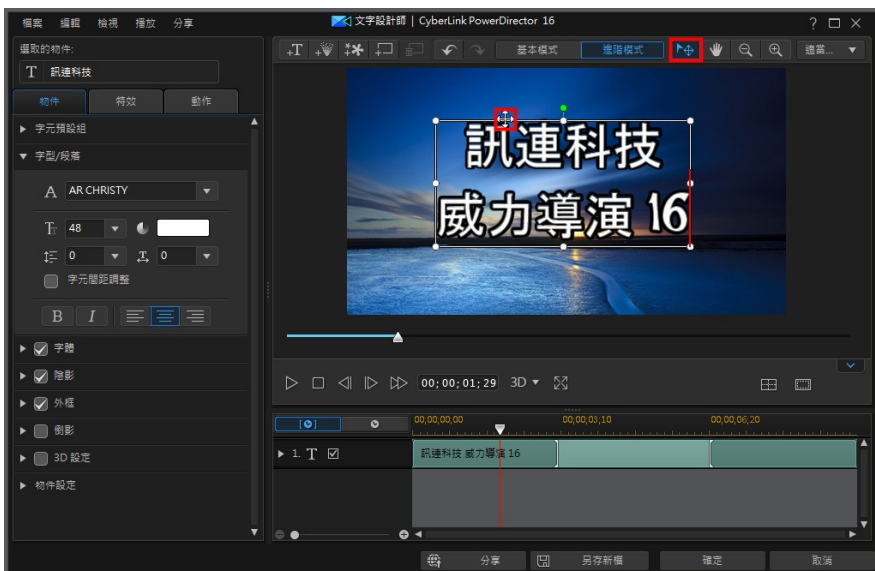 檔案 編輯 檢視 播放 分享
文字設計師 | CyberLink PowerDirector 16
選取的物件:
T 訊連科技
物件 特效 動作
字元預設組
字型/段落
A AR CHRISTY
48
0 0
字元間距調整
B I
字體
陰影
外框
倒影
3D 設定
物件設定
基本模式 進階模式 適當...
訊連科技
威力導演 16
00;00;01;29 3D
00;00;00;00 00;00;03;10 00;00;06;20
1. T 訊連科技 威力導演 16
分享 另存新檔 確定 取消